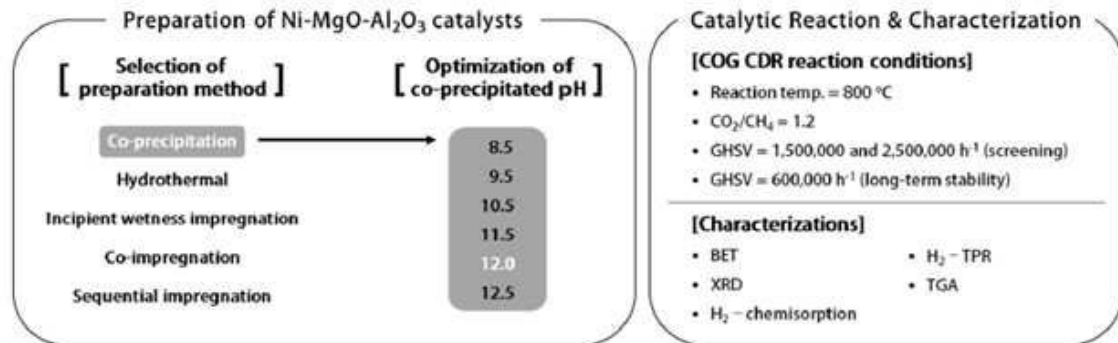 Preparation of Ni-MgO-Al₂O₃ catalysts
[ Selection of
preparation method ]
Co-precipitation
Hydrothermal
Incipient wetness impregnation
Co-impregnation
Sequential impregnation
[ Optimization of
co-precipitated pH ]
8.5
9.5
10.5
11.5
12.0
12.5
Catalytic Reaction & Characterization
[COG CDR reaction conditions]
• Reaction temp. = 800 ºC
• CO₂/CH₄ = 1.2
• GHSV = 1,500,000 and 2,500,000 h⁻¹ (screening)
• GHSV = 600,000 h⁻¹ (long-term stability)
[Characterizations]
• BET
• XRD
• H₂ – chemisorption
• H₂ – TPR
• TGA